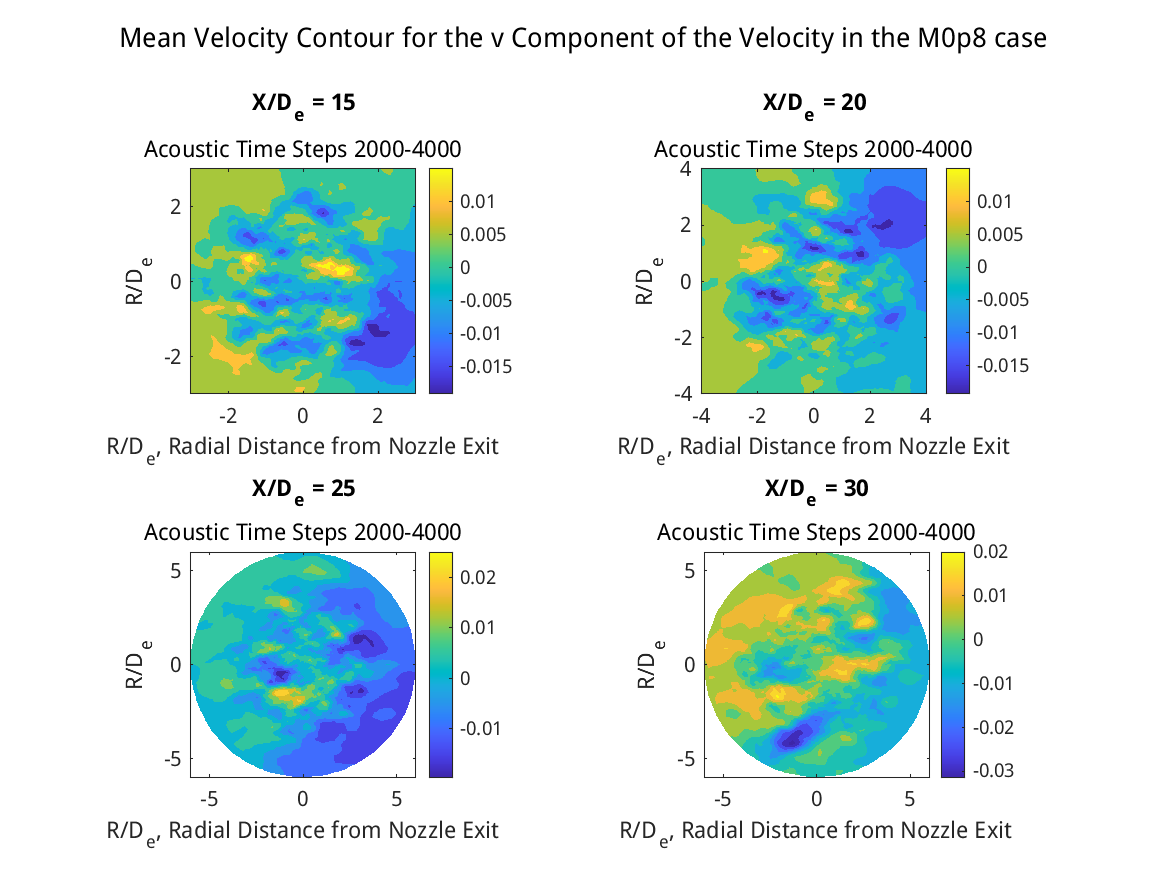 Mean Velocity Contour for the v Component of the Velocity in the M0p8 case
X/De = 15
Acoustic Time Steps 2000-4000
2
0
-2
R/De
-2 0 2
R/De, Radial Distance from Nozzle Exit
0.01
0.005
0
-0.005
-0.01
-0.015
X/De = 20
Acoustic Time Steps 2000-4000
4
2
0
-2
-4
R/De
-4 -2 0 2 4
R/De, Radial Distance from Nozzle Exit
0.01
0.005
0
-0.005
-0.01
-0.015
X/De = 25
Acoustic Time Steps 2000-4000
5
0
-5
R/De
-5 0 5
R/De, Radial Distance from Nozzle Exit
0.02
0.01
0
-0.01
X/De = 30
Acoustic Time Steps 2000-4000
5
0
-5
R/De
-5 0 5
R/De, Radial Distance from Nozzle Exit
0.02
0.01
0
-0.01
-0.02
-0.03